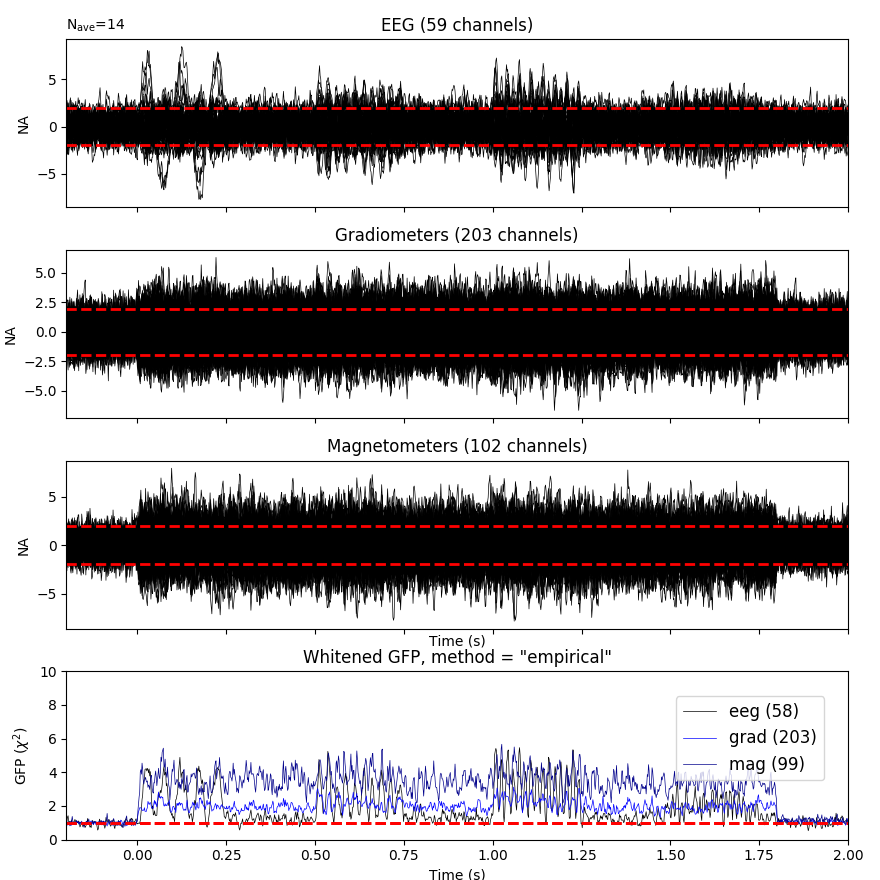 N_ave=14
EEG (59 channels)
5
0
−5
NA
Gradiometers (203 channels)
5.0
2.5
0.0
−2.5
−5.0
NA
Magnetometers (102 channels)
5
0
−5
NA
Time (s)
Whitened GFP, method = "empirical"
10
8
6
4
2
0
GFP (χ²)
eeg (58)
grad (203)
mag (99)
0.00 0.25 0.50 0.75 1.00 1.25 1.50 1.75 2.00
Time (s)